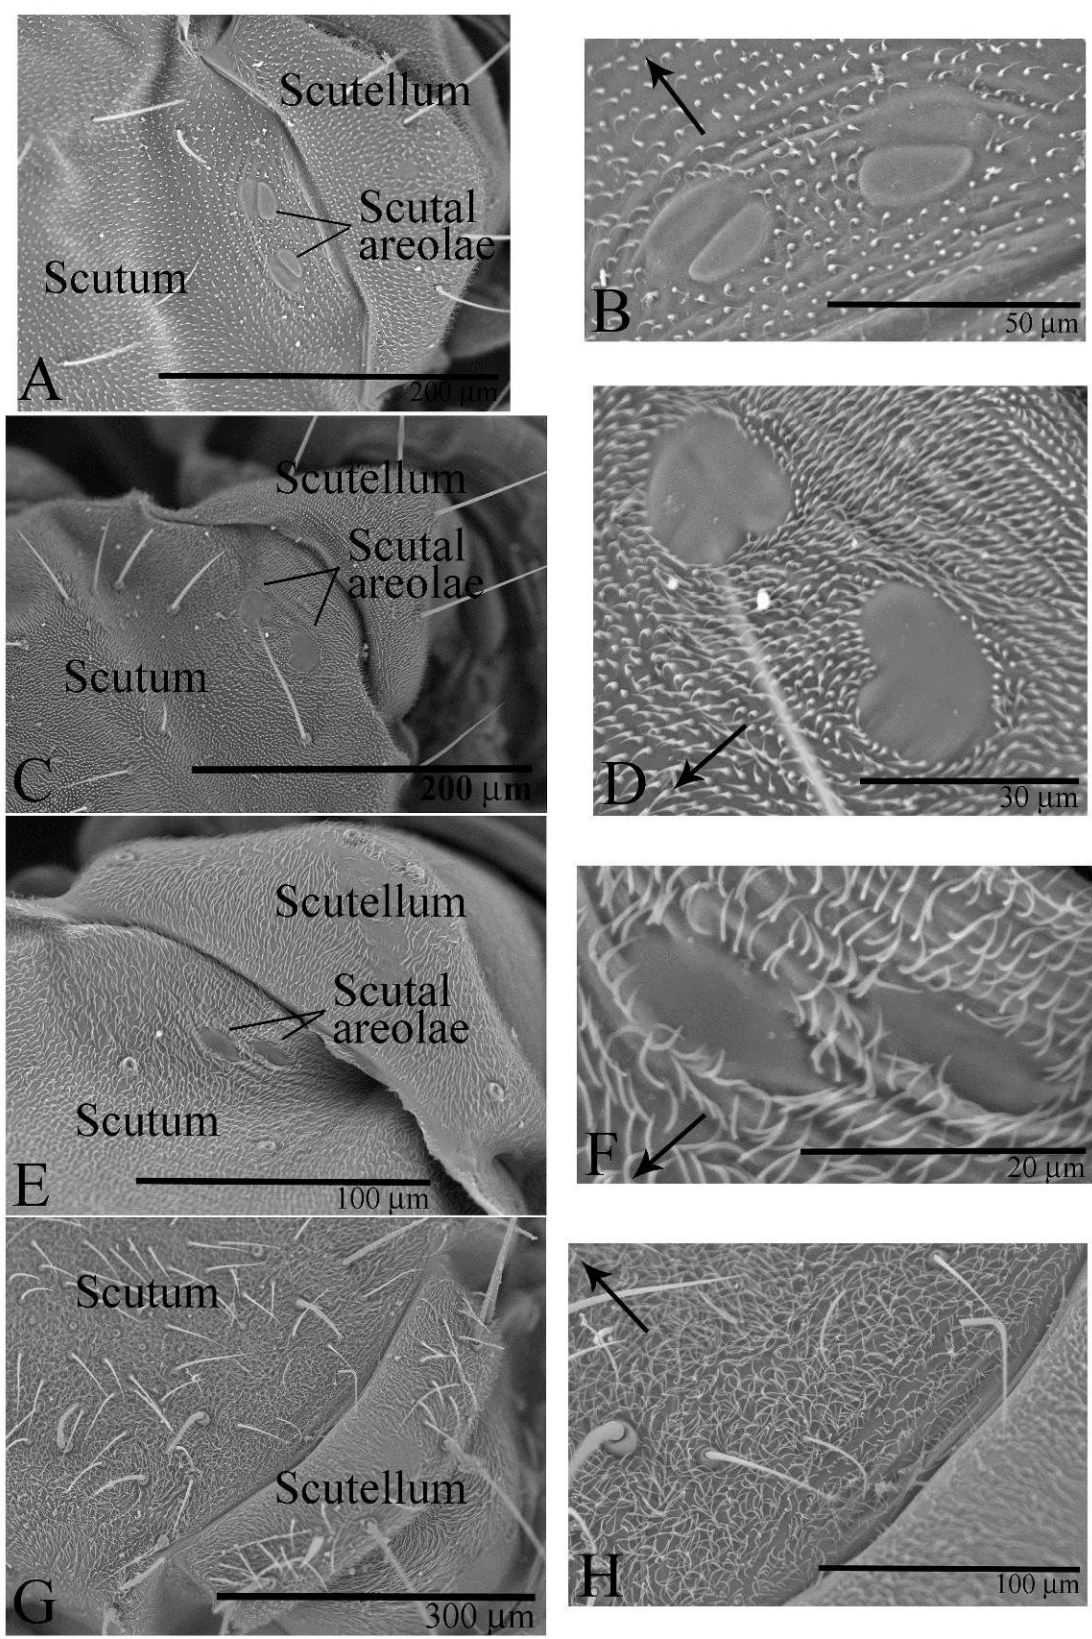 Scutellum
Scutal
areolae
Scutum
A
200 µm
B
50 µm
Scutellum
Scutal
areolae
Scutum
C
200 µm
D
30 µm
Scutellum
Scutal
areolae
Scutum
E
100 µm
F
20 µm
Scutum
Scutellum
G
300 µm
H
100 µm